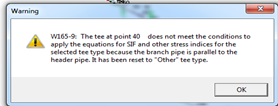 Warning
W165-9: The tee at point 40 does not meet the conditions to
apply the equations for SIF and other stress indices for the
selected tee type because the branch pipe is parallel to the
header pipe. It has been reset to "Other" tee type.
OK